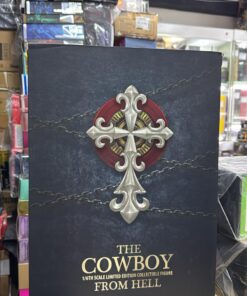 THE
COWBOY
1/6TH SCALE LIMITED EDITION COLLECTIBLE FIGURE
FROM HELL